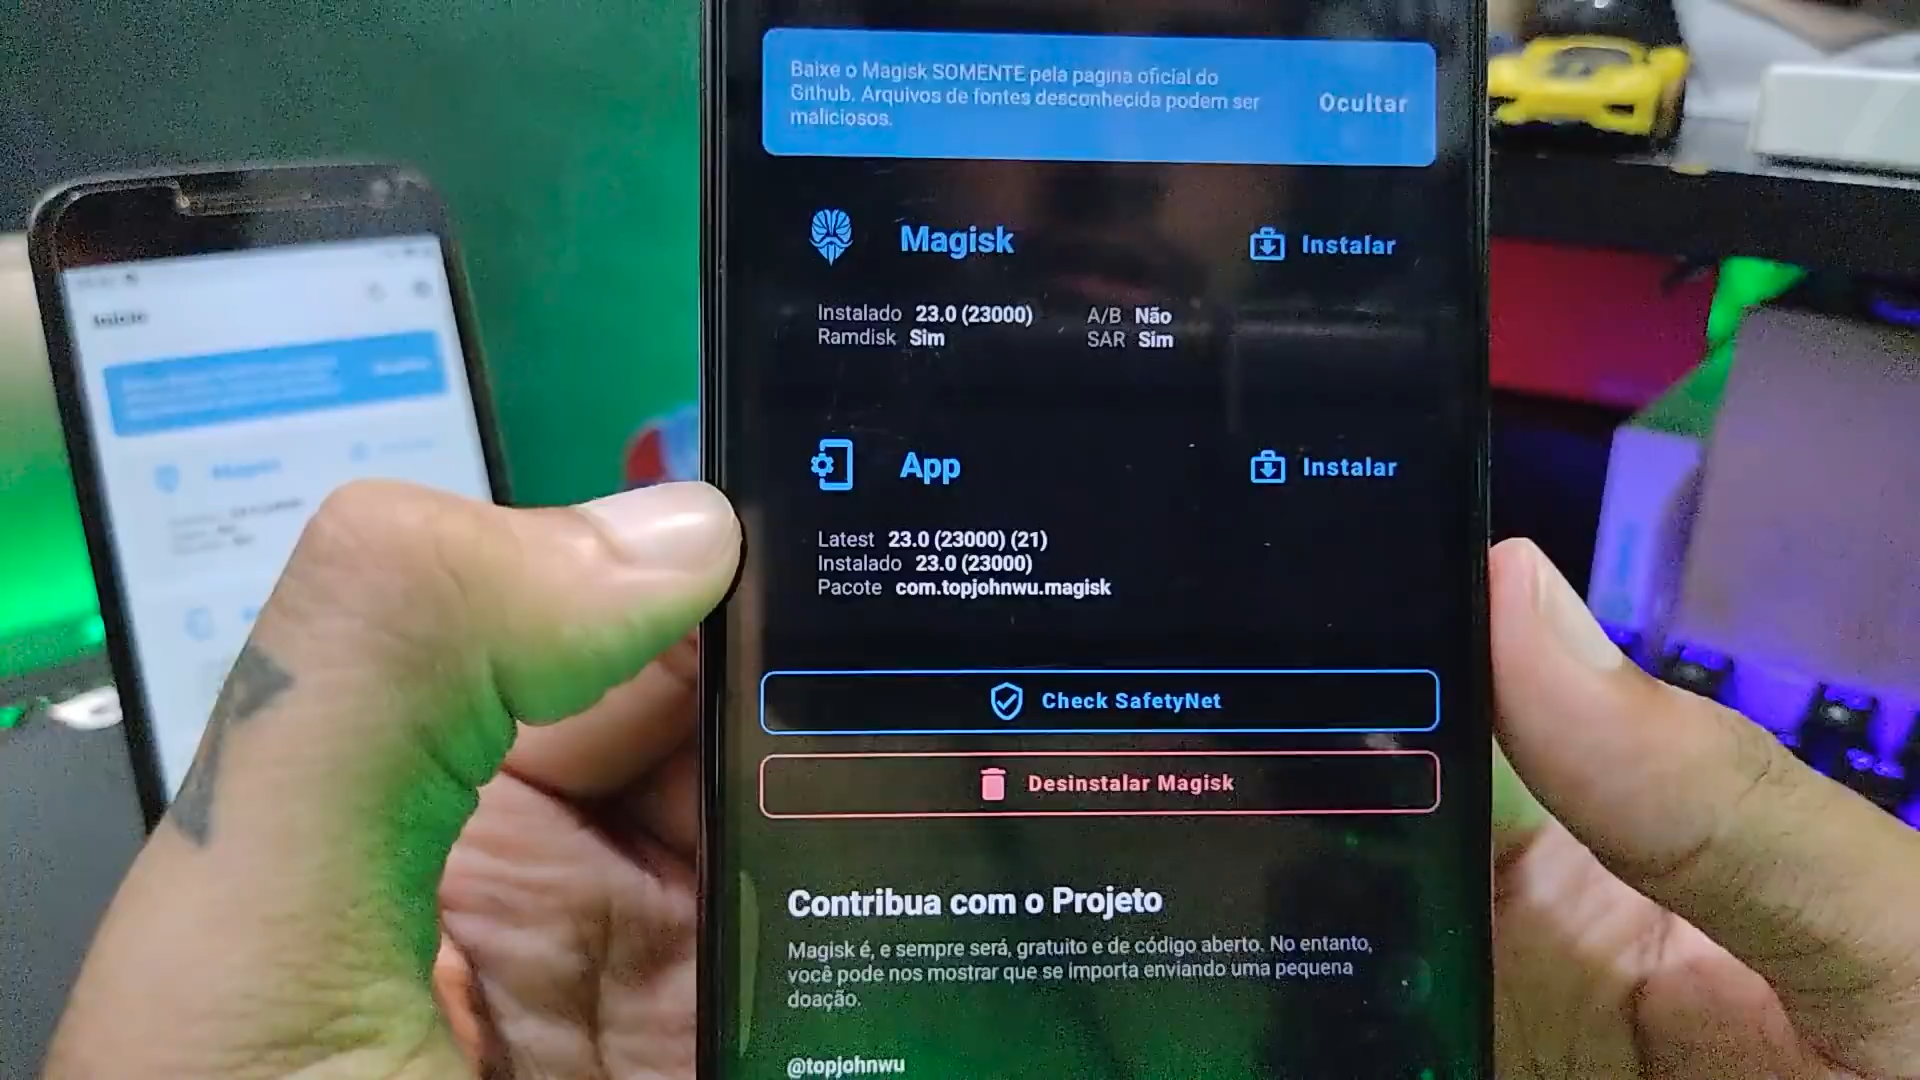 Baixe o Magisk SOMENTE pela pagina oficial do
Github. Arquivos de fontes desconhecida podem ser
maliciosos.
Ocultar
Magisk
Instalar
Instalado 23.0 (23000)
A/B Não
Ramdisk Sim
SAR Sim
App
Instalar
Latest 23.0 (23000) (21)
Instalado 23.0 (23000)
Pacote com.topjohnwu.magisk
Check SafetyNet
Desinstalar Magisk
Contribua com o Projeto
Magisk é, e sempre será, gratuito e de código aberto. No entanto,
você pode nos mostrar que se importa enviando uma pequena
doação.
@topjohnwu
Início
Magisk